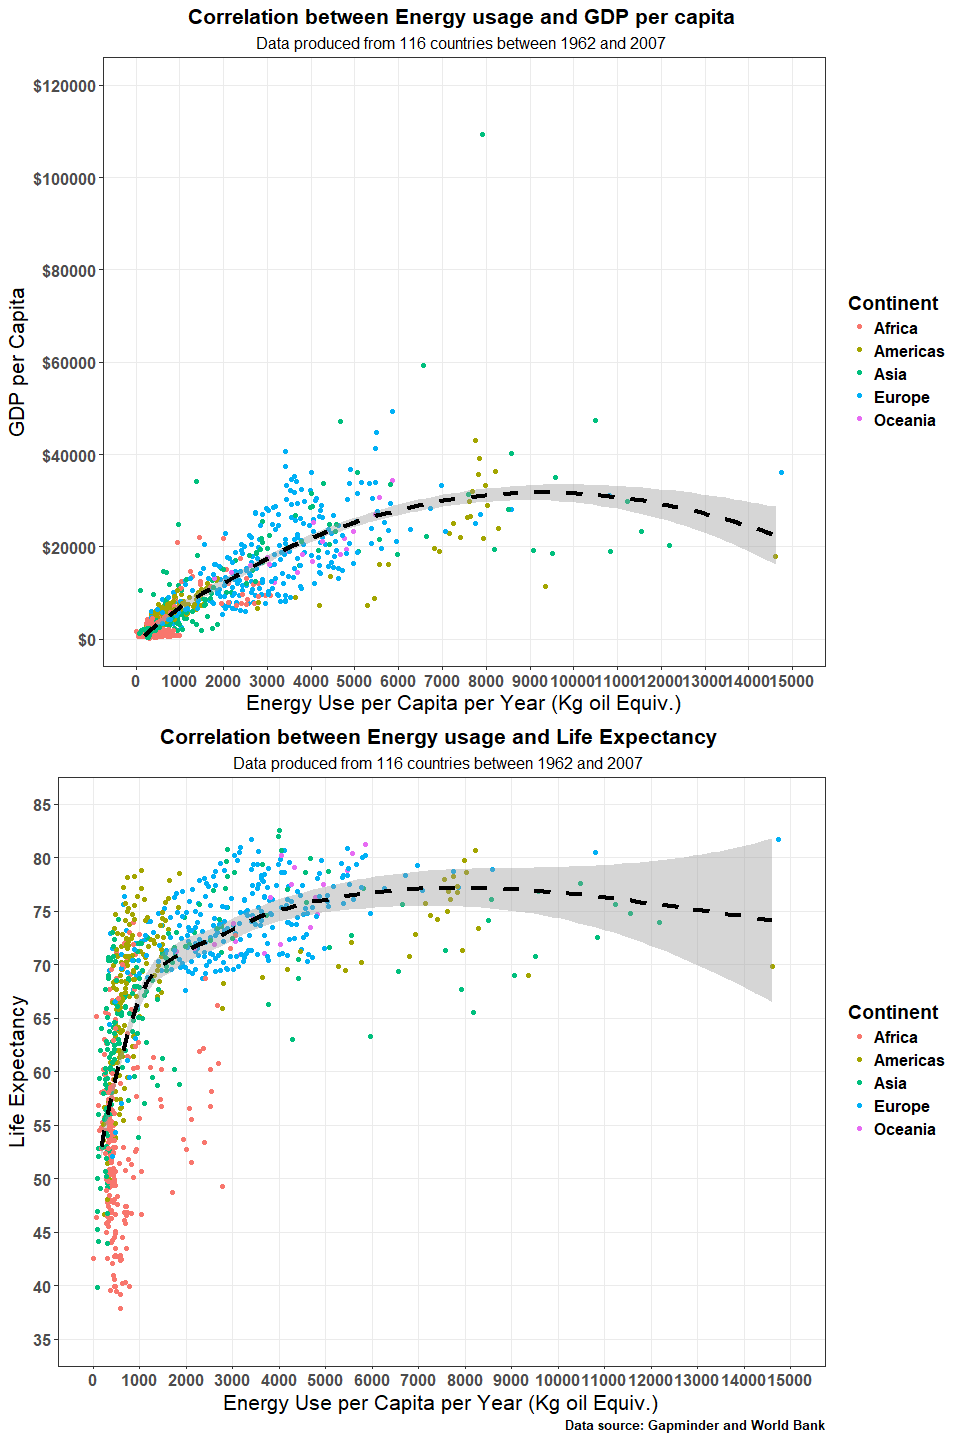 Correlation between Energy usage and GDP per capita
Data produced from 116 countries between 1962 and 2007
$120000
$100000
$80000
$60000
$40000
$20000
$0
GDP per Capita
0 1000 2000 3000 4000 5000 6000 7000 8000 9000 10000 11000 12000 13000 14000 15000
Energy Use per Capita per Year (Kg oil Equiv.)
Continent
Africa
Americas
Asia
Europe
Oceania
Correlation between Energy usage and Life Expectancy
Data produced from 116 countries between 1962 and 2007
85
80
75
70
65
60
55
50
45
40
35
Life Expectancy
0 1000 2000 3000 4000 5000 6000 7000 8000 9000 10000 11000 12000 13000 14000 15000
Energy Use per Capita per Year (Kg oil Equiv.)
Continent
Africa
Americas
Asia
Europe
Oceania
Data source: Gapminder and World Bank